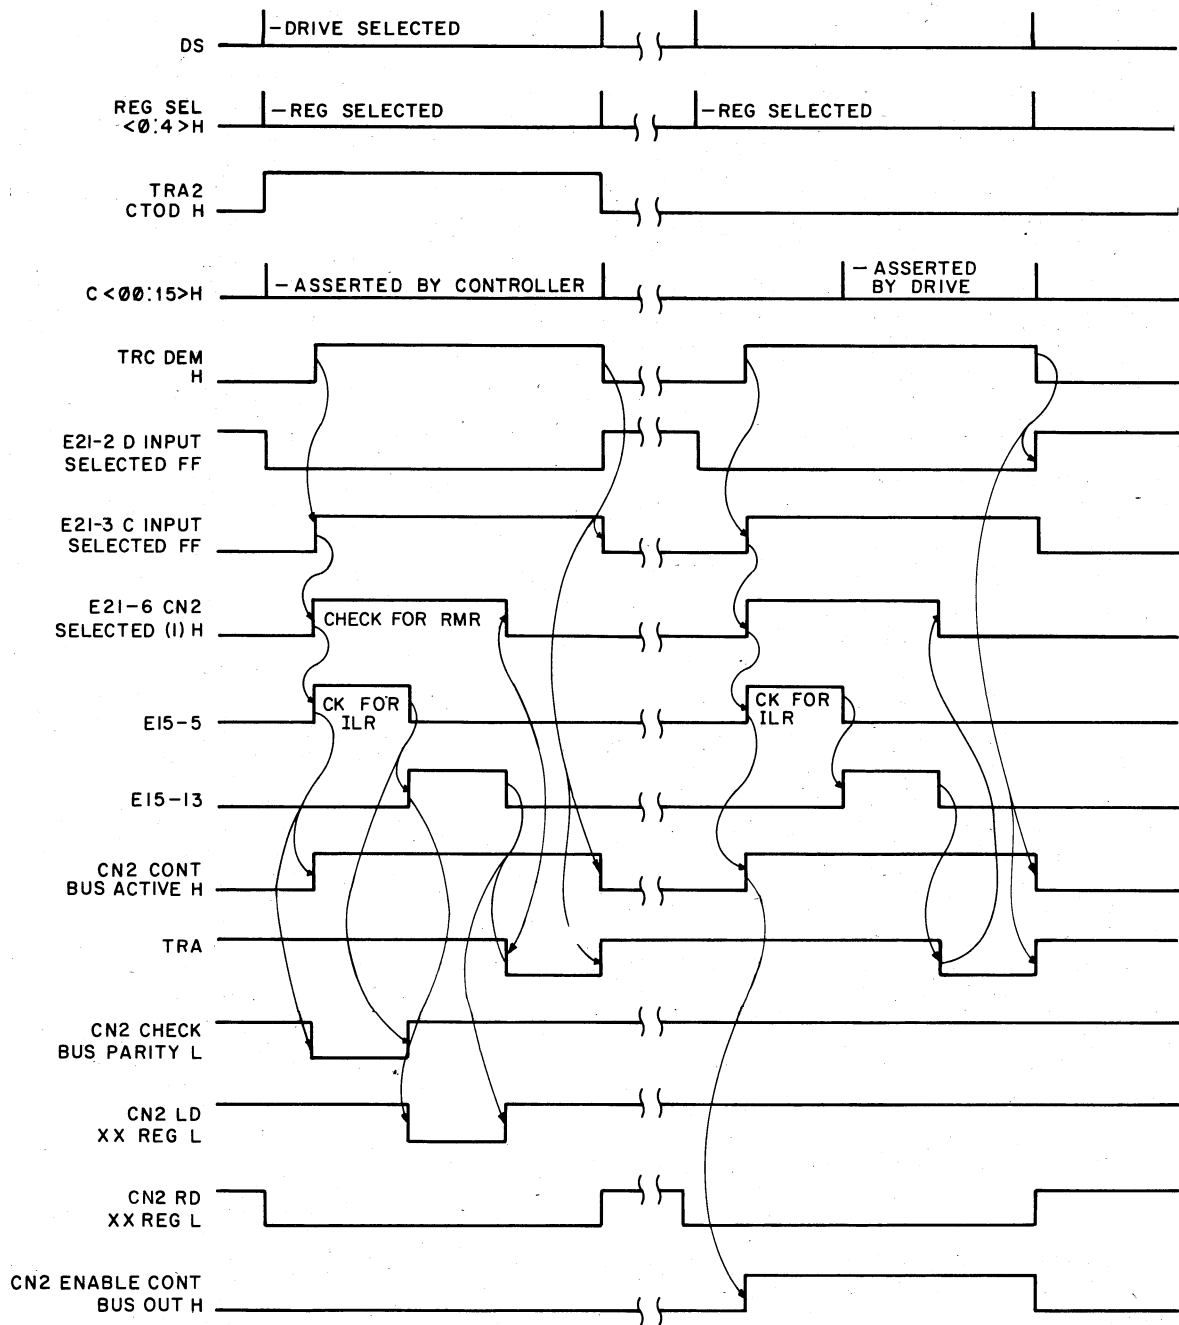 DS
-DRIVE SELECTED
REG SEL
<0:4>H
-REG SELECTED
-REG SELECTED
TRA2
CTOD H
C<00:15>H
-ASSERTED BY CONTROLLER
-ASSERTED
BY DRIVE
TRC DEM
H
E21-2 D INPUT
SELECTED FF
E21-3 C INPUT
SELECTED FF
E21-6 CN2
SELECTED (1) H
CHECK FOR RMR
E15-5
CK FOR
ILR
CK FOR
ILR
E15-13
CN2 CONT
BUS ACTIVE H
TRA
CN2 CHECK
BUS PARITY L
CN2 LD
XX REG L
CN2 RD
XX REG L
CN2 ENABLE CONT
BUS OUT H